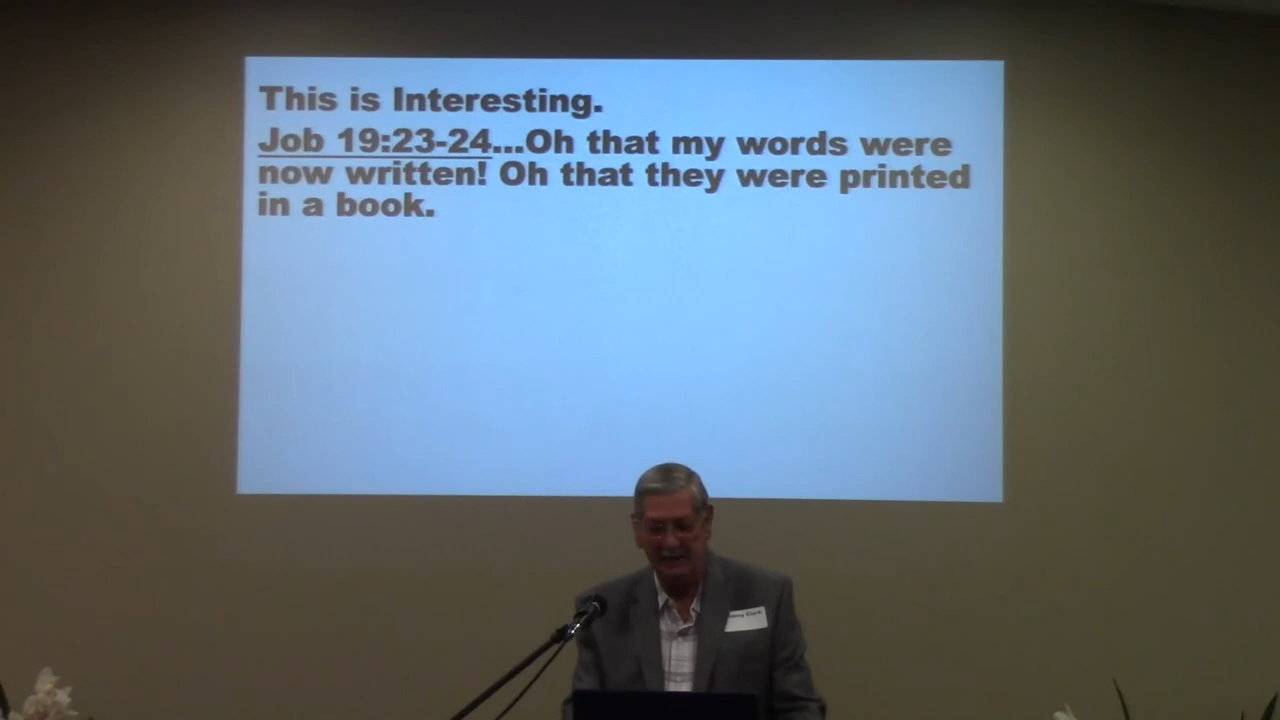 This is Interesting.
Job 19:23-24...Oh that my words were
now written! Oh that they were printed
in a book.